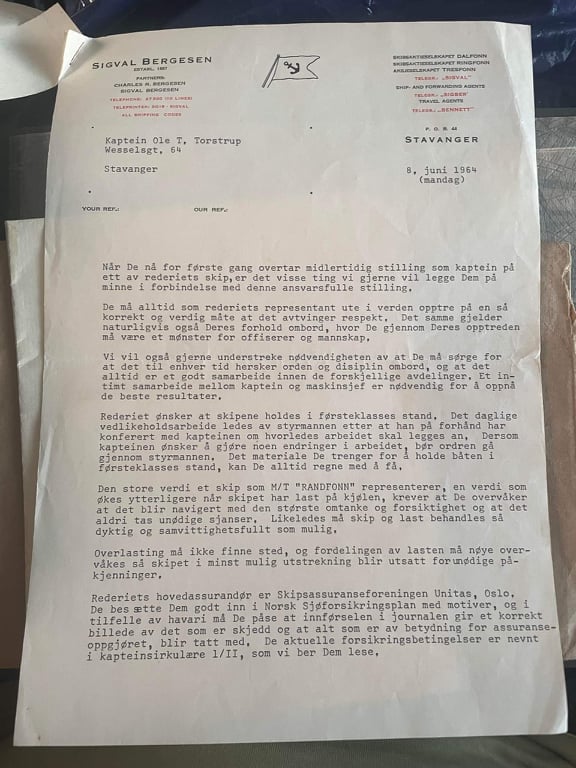 SIGVAL BERGESEN
ESTABL. 1887
PARTNERS:
CHARLES R. BERGESEN
SIGVAL BERGESEN
TELEPHONE: 27 500 (10 LINES)
TELEPRINTER: 3019 - SIGVAL
ALL SHIPPING CODES
SKIBSAKTIESELSKAPET DALFONN
SKIBSAKTIESELSKAPET RINGFONN
AKSJESELSKAPET TRESFONN
TELEGR.: „SIGVAL"
SHIP- AND FORWARDING AGENTS
TELEGR.: „SIGBER"
TRAVEL AGENTS
TELEGR.: „BENNETT"
P. O. B. 44
STAVANGER
Kaptein Ole T. Torstrup
Wesselsgt. 64
Stavanger
8. juni 1964
(mandag)
YOUR REF.:
OUR REF.:
Når De nå for første gang overtar midlertidig stilling som kaptein på
ett av rederiets skip,er det visse ting vi gjerne vil legge Dem på
minne i forbindelse med denne ansvarsfulle stilling.
De må alltid som rederiets representant ute i verden opptre på en så
korrekt og verdig måte at det avtvinger respekt. Det samme gjelder
naturligvis også Deres forhold ombord, hvor De gjennom Deres opptreden
må være et mønster for offiserer og mannskap.
Vi vil også gjerne understreke nødvendigheten av at De må sørge for
at det til enhver tid hersker orden og disiplin ombord, og at det
alltid er et godt samarbeide innen de forskjellige avdelinger. Et in-
timt samarbeide mellom kaptein og maskinsjef er nødvendig for å oppnå
de beste resultater.
Rederiet ønsker at skipene holdes i førsteklasses stand. Det daglige
vedlikeholdsarbeide ledes av styrmannen etter at han på forhånd har
konferert med kapteinen om hvorledes arbeidet skal legges an. Dersom
kapteinen ønsker å gjøre noen endringer i arbeidet, bør ordren gå
gjennom styrmannen. Det materiale De trenger for å holde båten i
førsteklasses stand, kan De alltid regne med å få.
Den store verdi et skip som M/T "RANDFONN" representerer, en verdi som
økes ytterligere når skipet har last på kjølen, krever at De overvåker
at det blir navigert med den største omtanke og forsiktighet og at det
aldri tas unødige sjanser. Likeledes må skip og last behandles så
dyktig og samvittighetsfullt som mulig.
Overlasting må ikke finne sted, og fordelingen av lasten må nøye over-
våkes så skipet i minst mulig utstrekning blir utsatt for unødige på-
kjenninger.
Rederiets hovedassurandør er Skipsassuranseforeningen Unitas, Oslo.
De bes sette Dem godt inn i Norsk Sjøforsikringsplan med motiver, og i
tilfelle av havari må De påse at innførselen i journalen gir et korrekt
billede av det som er skjedd og at alt som er av betydning for assuranse-
oppgjøret, blir tatt med. De aktuelle forsikringsbetingelser er nevnt
i kapteinsirkulære 1/II, som vi ber Dem lese.